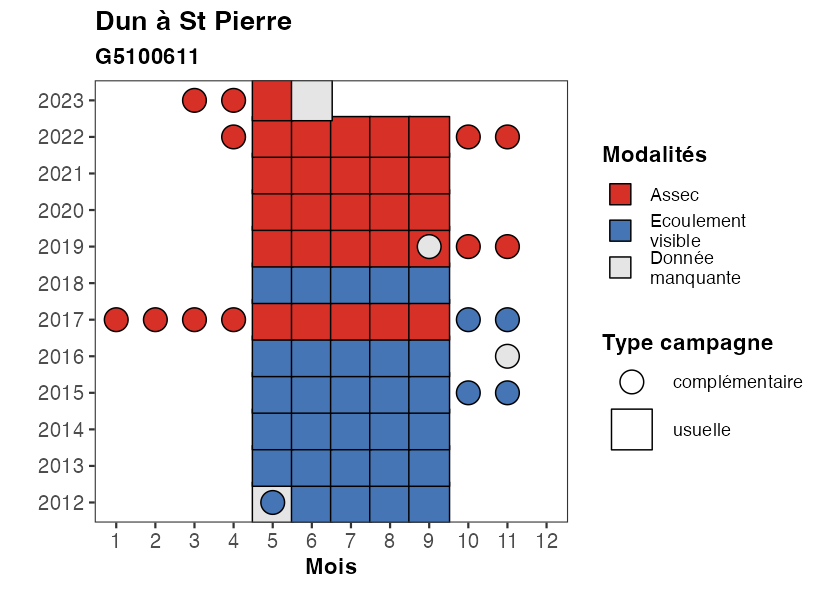 Dun à St Pierre
G5100611
2023
2022
2021
2020
2019
2018
2017
2016
2015
2014
2013
2012
1 2 3 4 5 6 7 8 9 10 11 12
Mois
Modalités
Assec
Ecoulement
visible
Donnée
manquante
Type campagne
complémentaire
usuelle